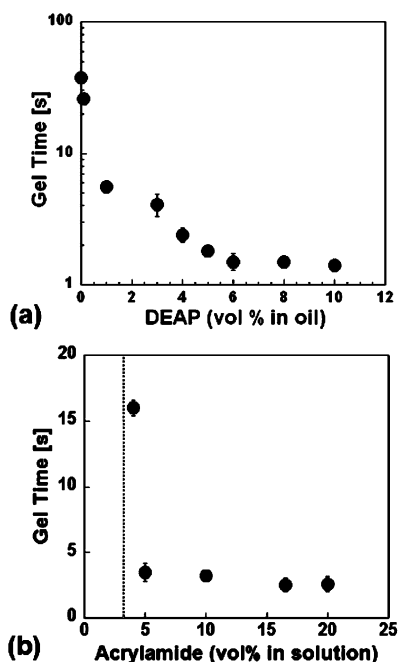 100
10
1
Gel Time [s]
0 2 4 6 8 10 12
DEAP (vol % in oil)
(a)
20
15
10
5
0
Gel Time [s]
0 5 10 15 20 25
Acrylamide (vol% in solution)
(b)